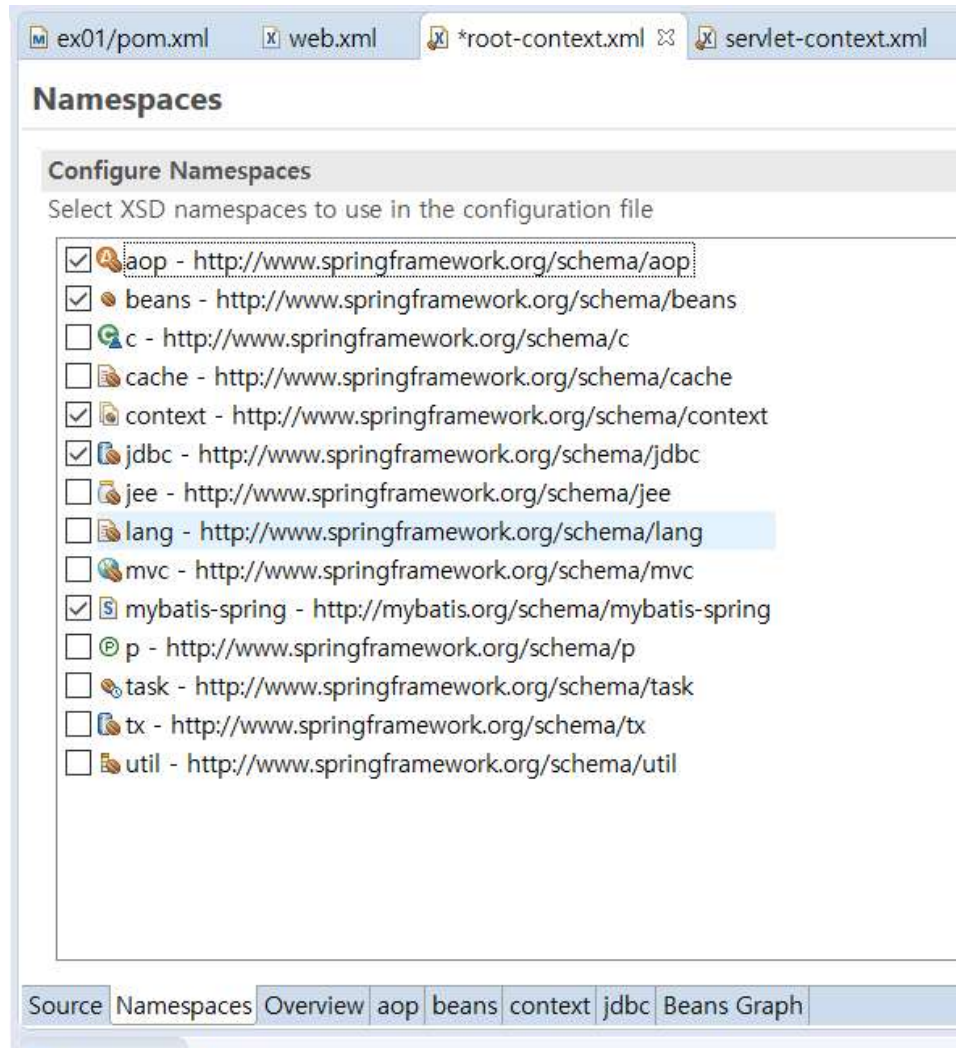 ex01/pom.xml web.xml *root-context.xml servlet-context.xml
Namespaces
Configure Namespaces
Select XSD namespaces to use in the configuration file
aop - http://www.springframework.org/schema/aop
beans - http://www.springframework.org/schema/beans
c - http://www.springframework.org/schema/c
cache - http://www.springframework.org/schema/cache
context - http://www.springframework.org/schema/context
jdbc - http://www.springframework.org/schema/jdbc
jee - http://www.springframework.org/schema/jee
lang - http://www.springframework.org/schema/lang
mvc - http://www.springframework.org/schema/mvc
mybatis-spring - http://mybatis.org/schema/mybatis-spring
p - http://www.springframework.org/schema/p
task - http://www.springframework.org/schema/task
tx - http://www.springframework.org/schema/tx
util - http://www.springframework.org/schema/util
Source Namespaces Overview aop beans context jdbc Beans Graph